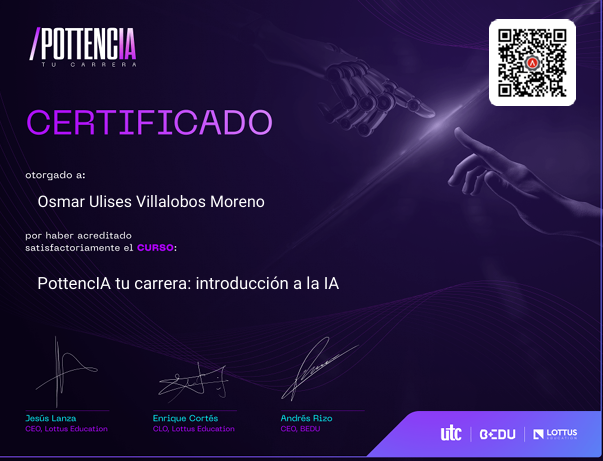 /POTTENCIA
TU CARRERA
CERTIFICADO
otorgado a:
Osmar Ulises Villalobos Moreno
por haber acreditado
satisfactoriamente el CURSO:
PottencIA tu carrera: introducción a la IA
Jesús Lanza
CEO, Lottus Education
Enrique Cortés
CLO, Lottus Education
Andrés Rizo
CEO, BEDU
utc
BEDU
LOTTUS
EDUCATION